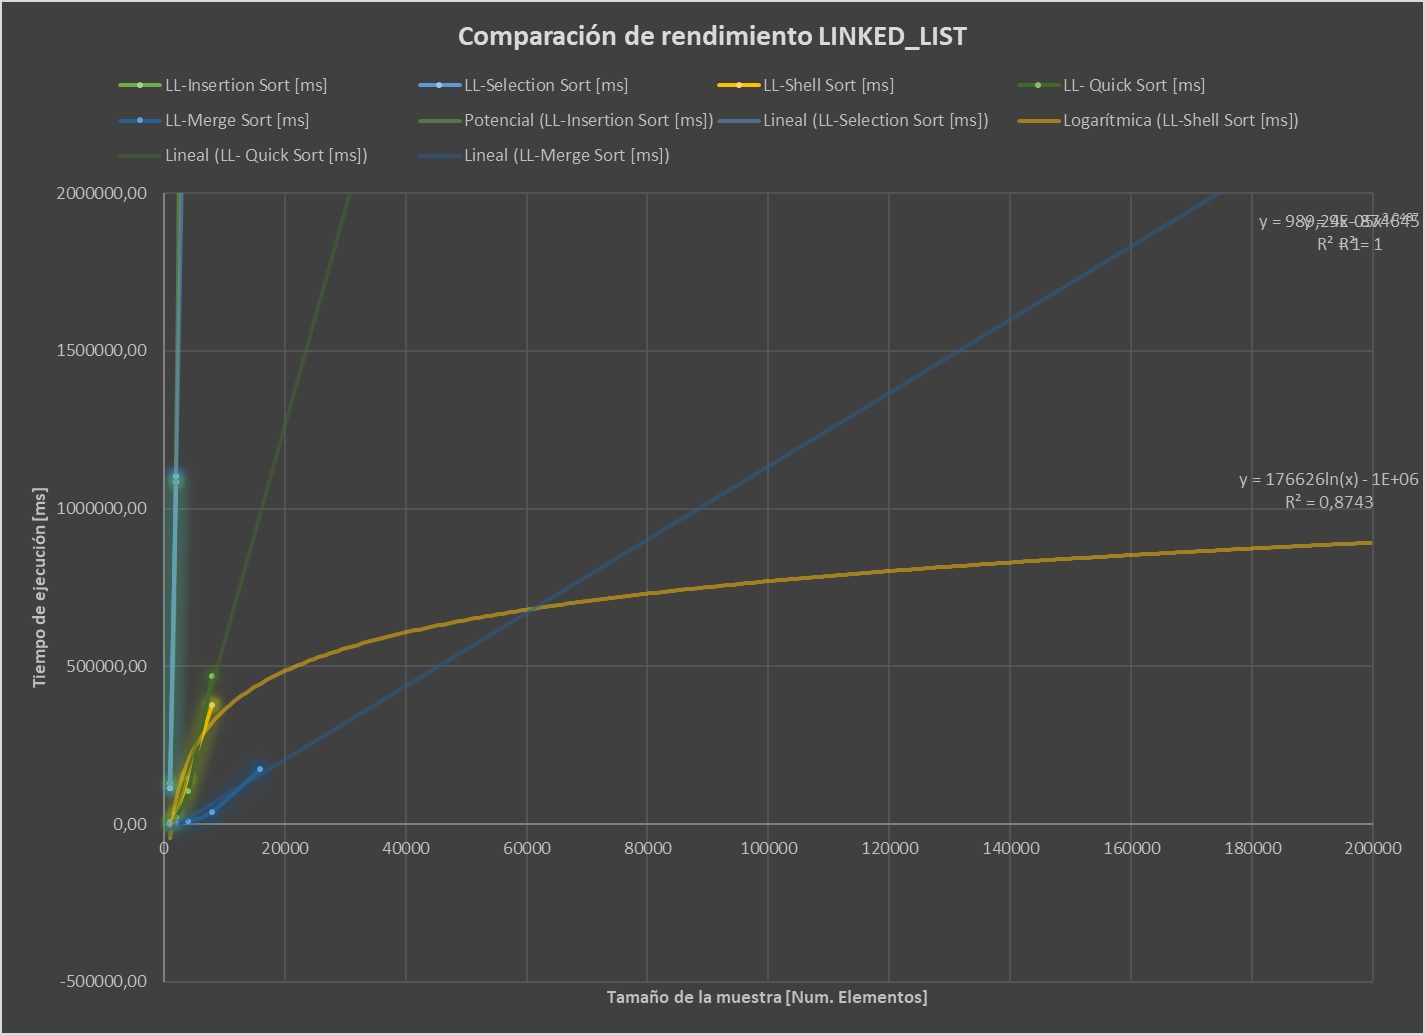 Comparación de rendimiento LINKED_LIST
LL-Insertion Sort [ms] LL-Selection Sort [ms] LL-Shell Sort [ms] LL- Quick Sort [ms]
LL-Merge Sort [ms] Potencial (LL-Insertion Sort [ms]) Lineal (LL-Selection Sort [ms]) Logarítmica (LL-Shell Sort [ms])
Lineal (LL- Quick Sort [ms]) Lineal (LL-Merge Sort [ms])
2000000,00
1500000,00
1000000,00
500000,00
0,00
-500000,00
Tiempo de ejecución [ms]
R² = 1
y = 176626ln(x) - 1E+06
R² = 0,8743
0 20000 40000 60000 80000 100000 120000 140000 160000 180000 200000
Tamaño de la muestra [Num. Elementos]